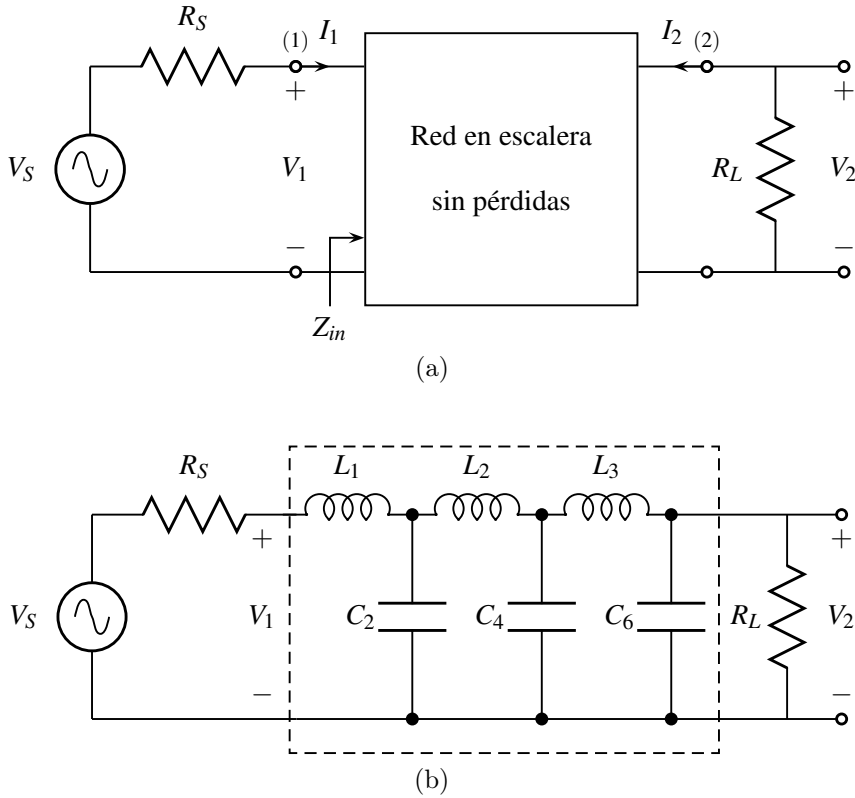 R_S (1) I_1 I_2 (2)
+ + 
V_S V_1 Red en escalera R_L V_2
sin pérdidas
− −
Z_in
(a)
R_S L_1 L_2 L_3
+ +
V_S V_1 C_2 C_4 C_6 R_L V_2
− −
(b)